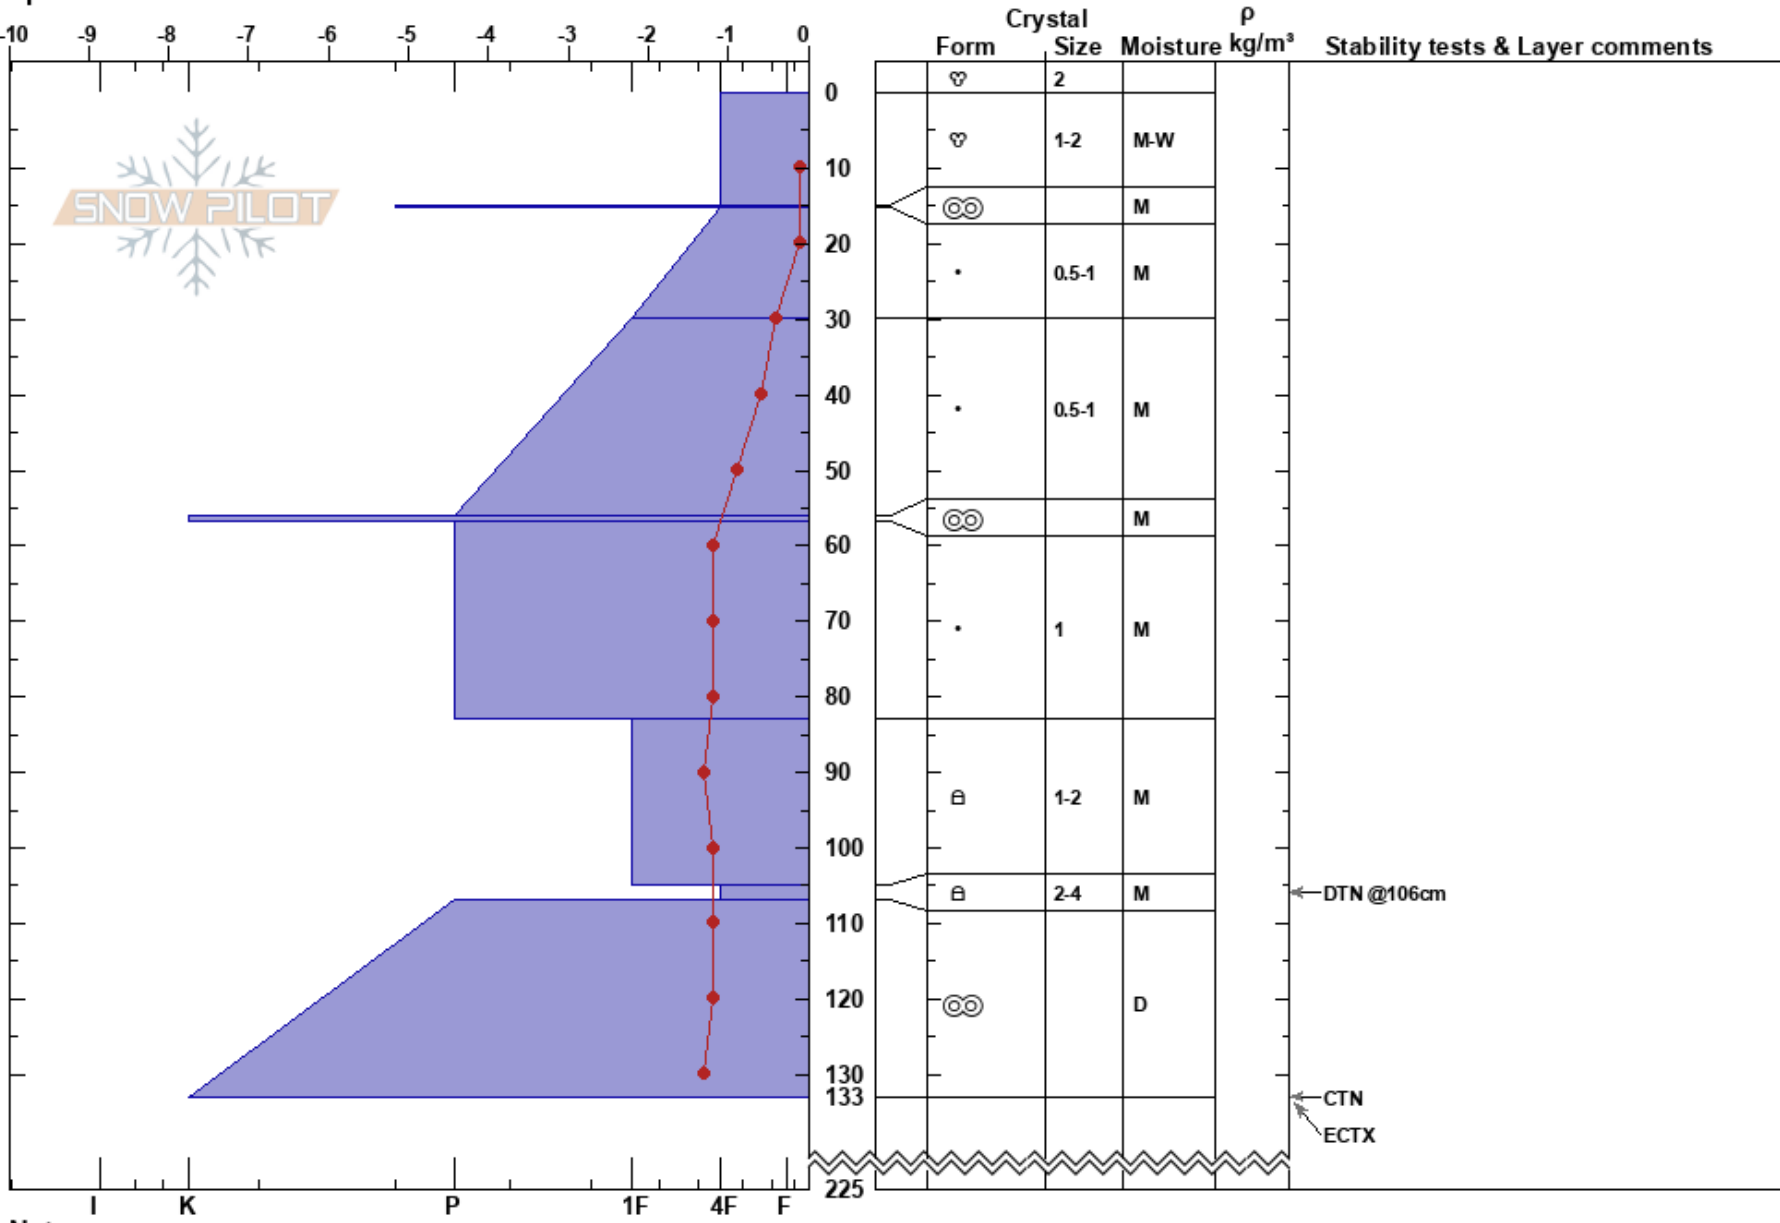 Crystal ρ
-10 -9 -8 -7 -6 -5 -4 -3 -2 -1 0 Form Size Moisture kg/m³ Stability tests & Layer comments
2
0
1-2 M-W
10
SNOW PILOT M
20
0.5-1 M
30
40 0.5-1 M
50
M
60
70 1 M
80
90
1-2 M
100
2-4 M DTN @106cm
110
120 D
130
133 CTN
ECTX
225
I K P 1F 4F F